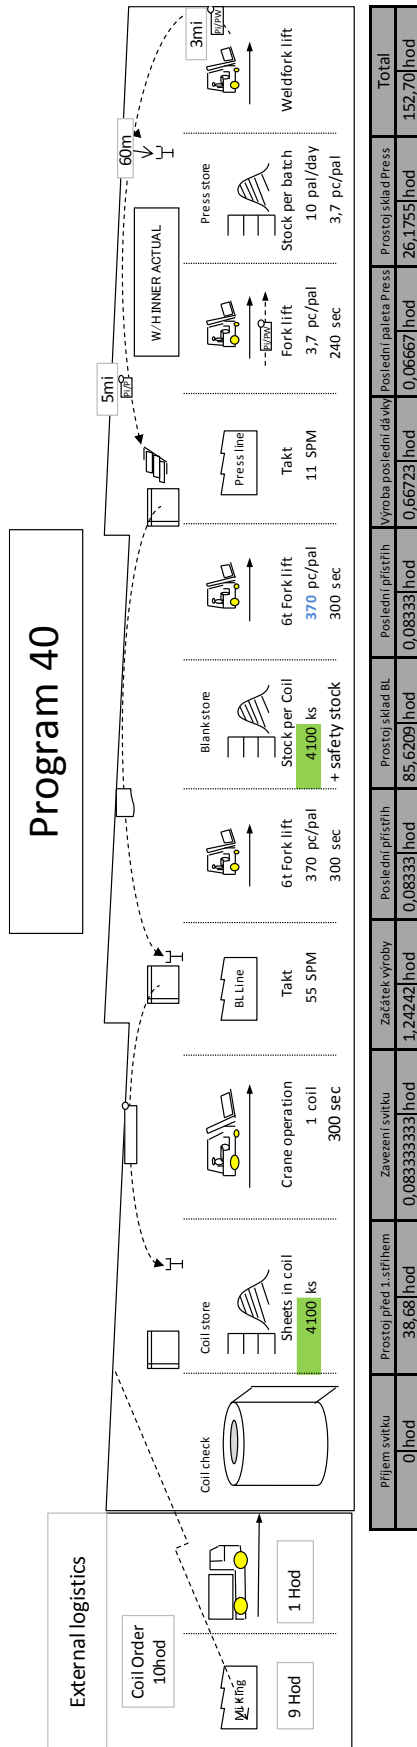 Program 40
External logistics
Coil Order
10hod
9 Hod
1 Hod
Coil check
Coil store
Sheets in coil
4100 ks
Crane operation
1 coil
300 sec
BL Line
Takt
55 SPM
6t Fork lift
370 pc/pal
300 sec
Blank store
Stock per Coil
4100 ks
+ safety stock
6t Fork lift
370 pc/pal
300 sec
Press line
Takt
11 SPM
5mi
Pi/P
W/H INNER ACTUAL
Fork lift
3,7 pc/pal
240 sec
Pi/PW
Press store
Stock per batch
10 pal/day
3,7 pc/pal
60m
3mi
Pi/PW
Weldfork lift
Příjem svitku
0 hod
Prostoj před 1.střihem
38,68 hod
Zavezení svitku
0,083333333 hod
Začátek výroby
1,24242 hod
Poslední přístřih
0,08333 hod
Prostoj sklad BL
85,6209 hod
Poslední přístřih
0,08333 hod
Výroba poslední dávky
0,66723 hod
Poslední paleta Press
0,06667 hod
Prostoj sklad Press
26,1755 hod
Total
152,70 hod